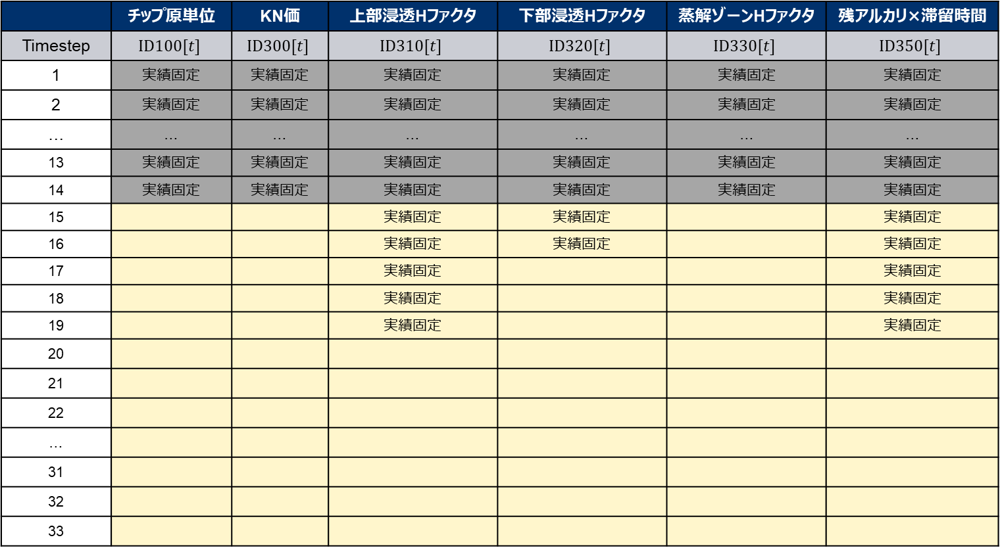 チップ原単位 KN価 上部浸透Hファクタ 下部浸透Hファクタ 蒸解ゾーンHファクタ 残アルカリ×滞留時間
Timestep ID100[t] ID300[t] ID310[t] ID320[t] ID330[t] ID350[t]
1 実績固定 実績固定 実績固定 実績固定 実績固定 実績固定
2 実績固定 実績固定 実績固定 実績固定 実績固定 実績固定
… … … … … … …
13 実績固定 実績固定 実績固定 実績固定 実績固定 実績固定
14 実績固定 実績固定 実績固定 実績固定 実績固定 実績固定
15 実績固定 実績固定 実績固定
16 実績固定 実績固定 実績固定
17 実績固定 実績固定
18 実績固定 実績固定
19 実績固定 実績固定
20
21
22
…
31
32
33